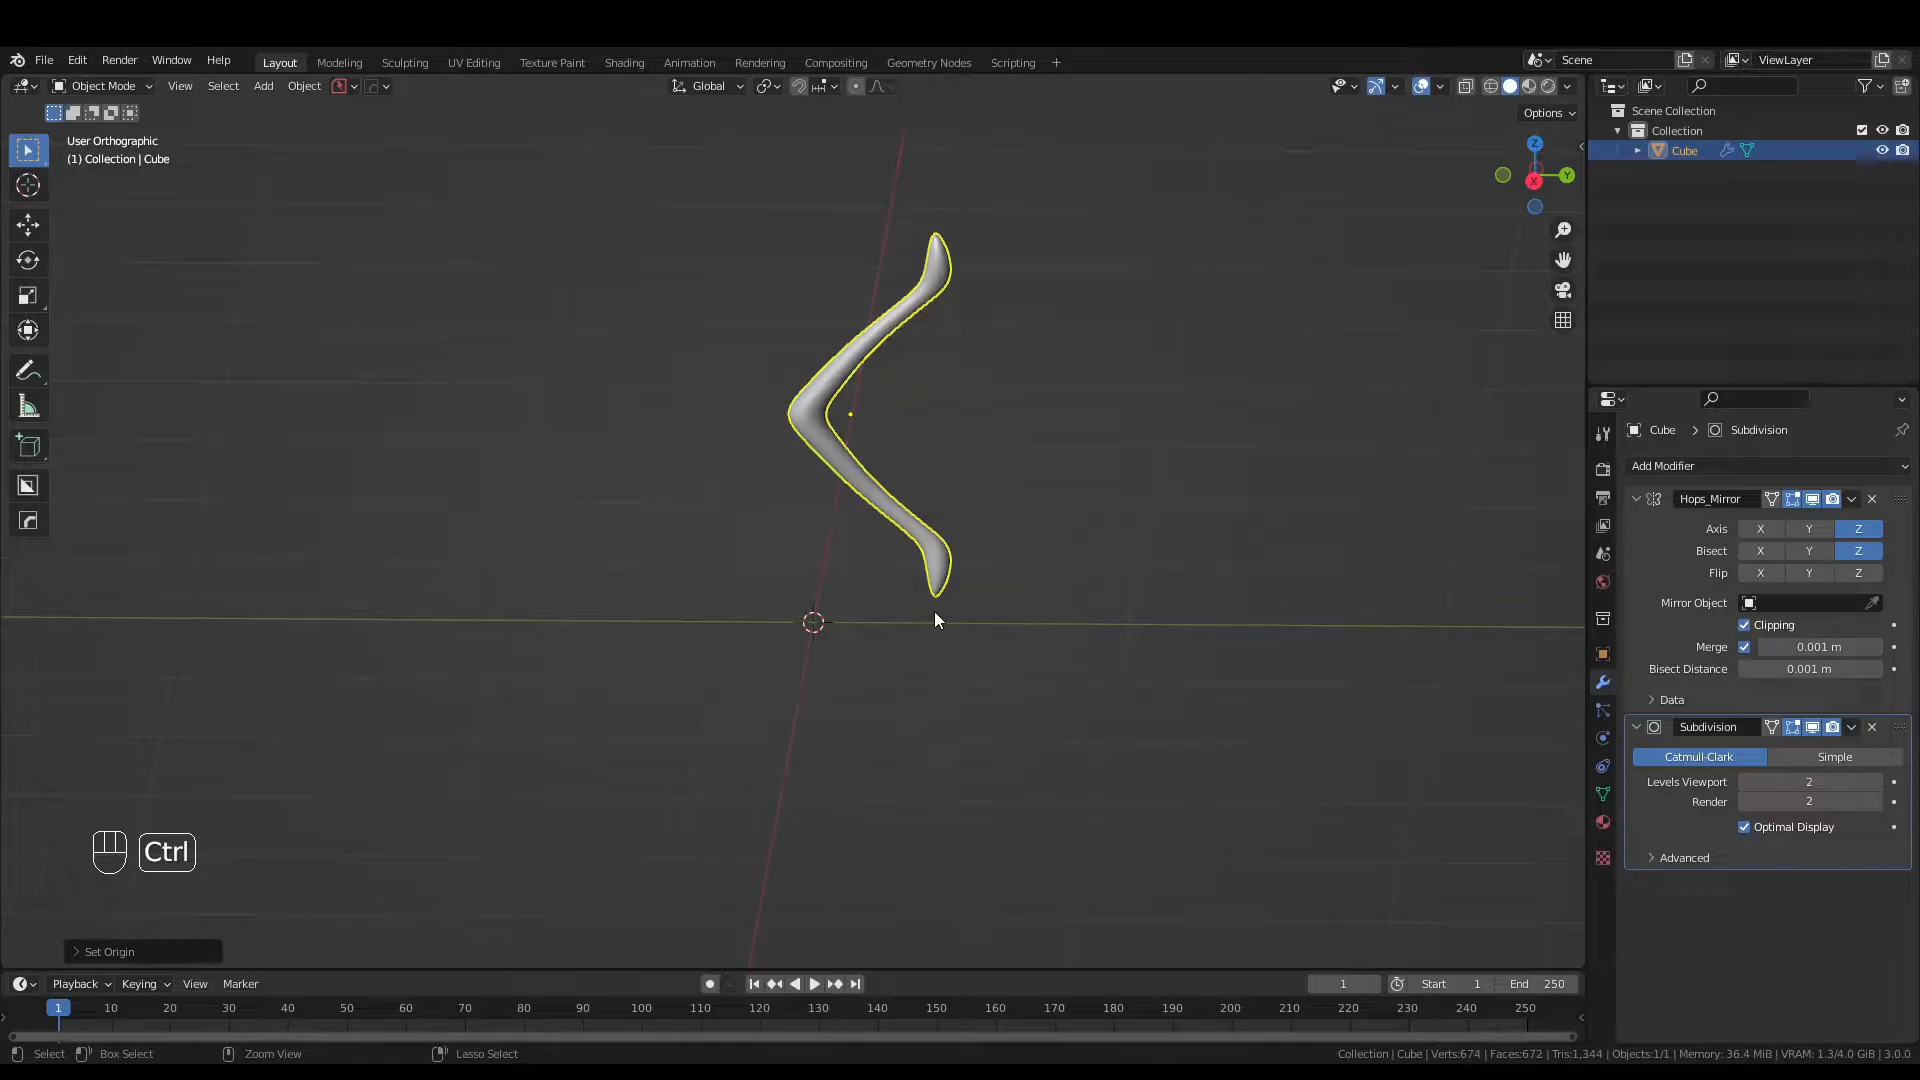 File Edit Render Window Help Layout Modeling Sculpting UV Editing Texture Paint Shading Animation Rendering Compositing Geometry Nodes Scripting + Scene ViewLayer
Object Mode View Select Add Object Global
Options
User Orthographic
(1) Collection | Cube
Z
Y
X
Scene Collection
Collection
Cube
Cube > Subdivision
Add Modifier
Hops_Mirror
Axis X Y Z
Bisect X Y Z
Flip X Y Z
Mirror Object
Clipping
Merge 0.001 m
Bisect Distance 0.001 m
Data
Subdivision
Catmull-Clark Simple
Levels Viewport 2
Render 2
Optimal Display
Advanced
Ctrl
Set Origin
Playback Keying View Marker 1 Start 1 End 250
1 10 20 30 40 50 60 70 80 90 100 110 120 130 140 150 160 170 180 190 200 210 220 230 240 250
Select Box Select Zoom View Lasso Select Collection | Cube | Verts:674 | Faces:672 | Tris:1,344 | Objects:1/1 | Memory: 36.4 MiB | VRAM: 1.3/4.0 GiB | 3.0.0